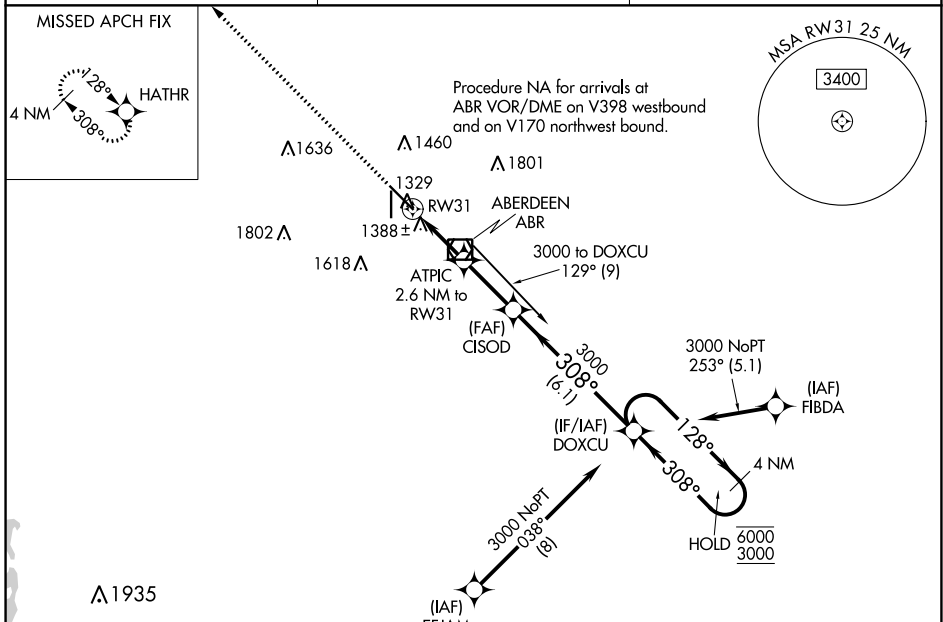 MISSED APCH FIX
128°
HATHR
4 NM
308°
MSA RW31 25 NM
3400
Procedure NA for arrivals at
ABR VOR/DME on V398 westbound
and on V170 northwest bound.
1636
1460
1801
1329
RW31
ABERDEEN
ABR
1802
1388±
1618
3000 to DOXCU
129° (9)
ATPIC
2.6 NM to
RW31
(FAF)
CISOD
3000
308°
(6.1)
3000 NoPT
253° (5.1)
(IAF)
FIBDA
(IF/IAF)
DOXCU
128°
308°
4 NM
HOLD
6000
3000
3000 NoPT
038°
(8)
1935
(IAF)